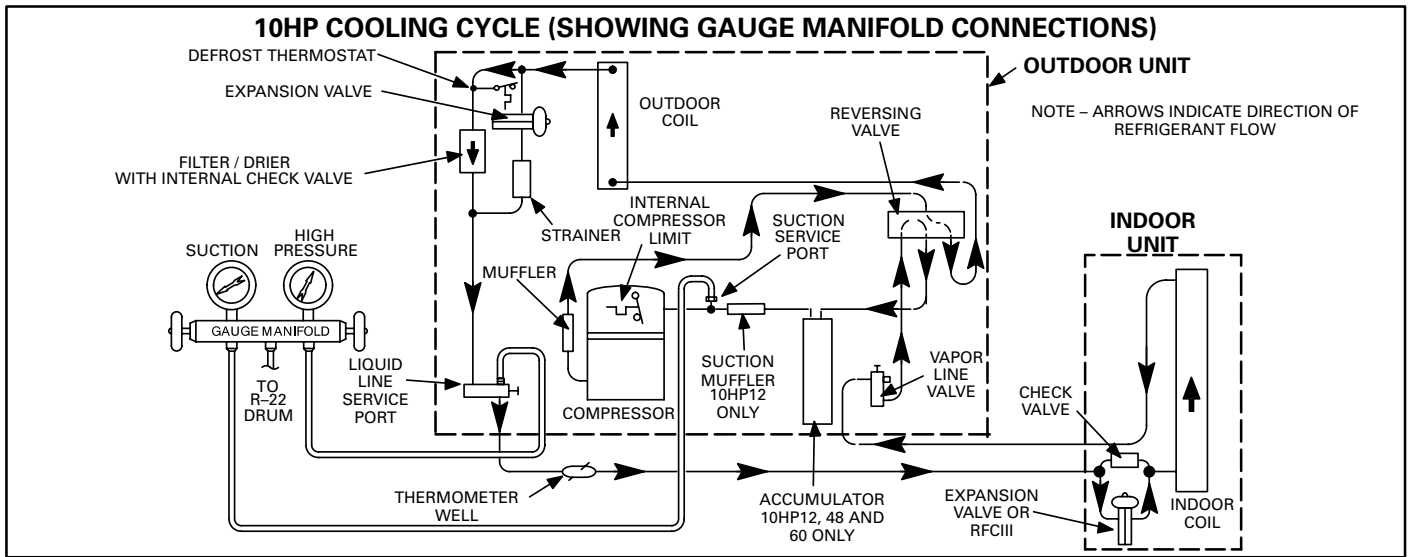 10HP COOLING CYCLE (SHOWING GAUGE MANIFOLD CONNECTIONS)
DEFROST THERMOSTAT
EXPANSION VALVE
FILTER / DRIER
WITH INTERNAL CHECK VALVE
OUTDOOR
COIL
REVERSING
VALVE
OUTDOOR UNIT
NOTE – ARROWS INDICATE DIRECTION OF
REFRIGERANT FLOW
STRAINER
INTERNAL
COMPRESSOR
LIMIT
SUCTION
SERVICE
PORT
INDOOR
UNIT
SUCTION
HIGH
PRESSURE
MUFFLER
GAUGE MANIFOLD
TO
R–22
DRUM
LIQUID
LINE
SERVICE
PORT
COMPRESSOR
SUCTION
MUFFLER
10HP12
ONLY
VAPOR
LINE
VALVE
CHECK
VALVE
THERMOMETER
WELL
ACCUMULATOR
10HP12, 48 AND
60 ONLY
EXPANSION
VALVE OR
RFCIII
INDOOR
COIL